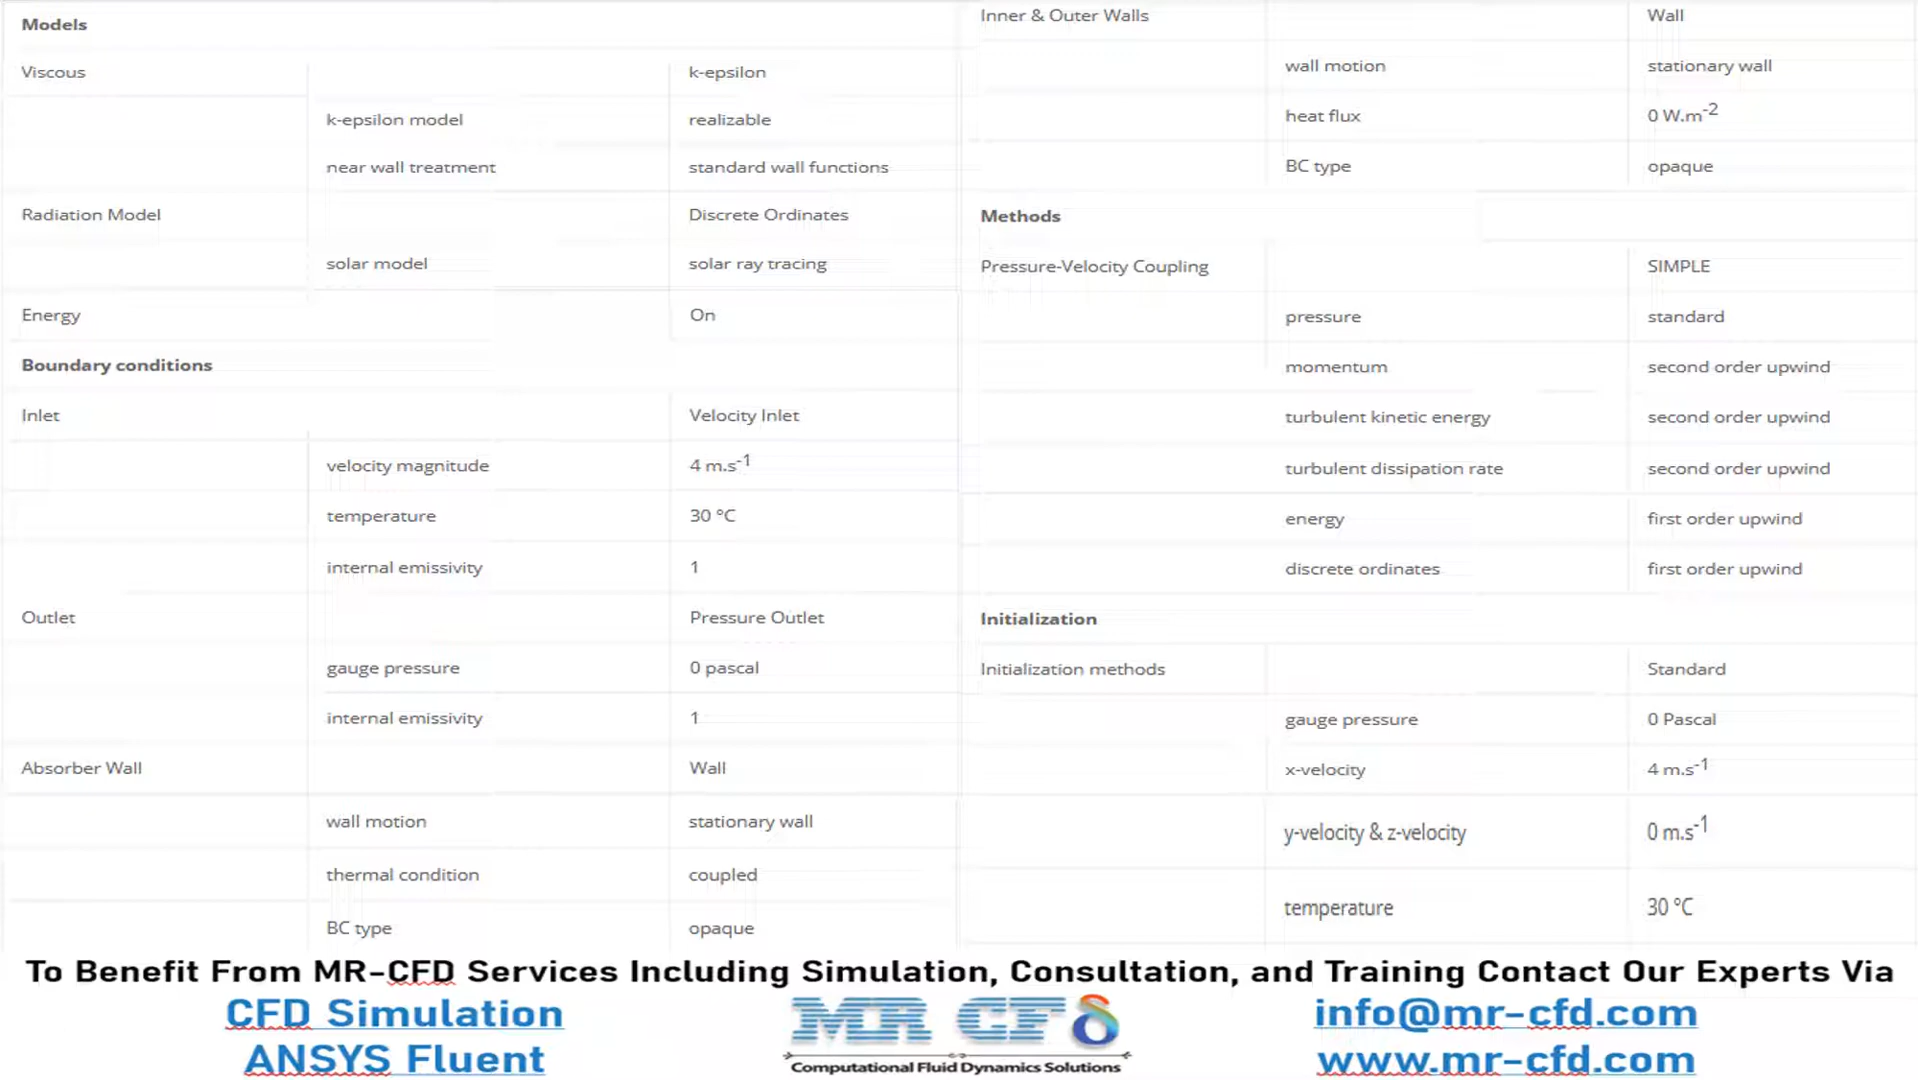 Models
Viscous k-epsilon
k-epsilon model realizable
near wall treatment standard wall functions
Radiation Model Discrete Ordinates
solar model solar ray tracing
Energy On
Boundary conditions
Inlet Velocity Inlet
velocity magnitude 4 m.s-1
temperature 30 °C
internal emissivity 1
Outlet Pressure Outlet
gauge pressure 0 pascal
internal emissivity 1
Absorber Wall Wall
wall motion stationary wall
thermal condition coupled
BC type opaque
Inner & Outer Walls Wall
wall motion stationary wall
heat flux 0 W.m-2
BC type opaque
Methods
Pressure-Velocity Coupling SIMPLE
pressure standard
momentum second order upwind
turbulent kinetic energy second order upwind
turbulent dissipation rate second order upwind
energy first order upwind
discrete ordinates first order upwind
Initialization
Initialization methods Standard
gauge pressure 0 Pascal
x-velocity 4 m.s-1
y-velocity & z-velocity 0 m.s-1
temperature 30 °C
To Benefit From MR-CFD Services Including Simulation, Consultation, and Training Contact Our Experts Via
CFD Simulation
ANSYS Fluent
MR CFδ
Computational Fluid Dynamics Solutions
info@mr-cfd.com
www.mr-cfd.com